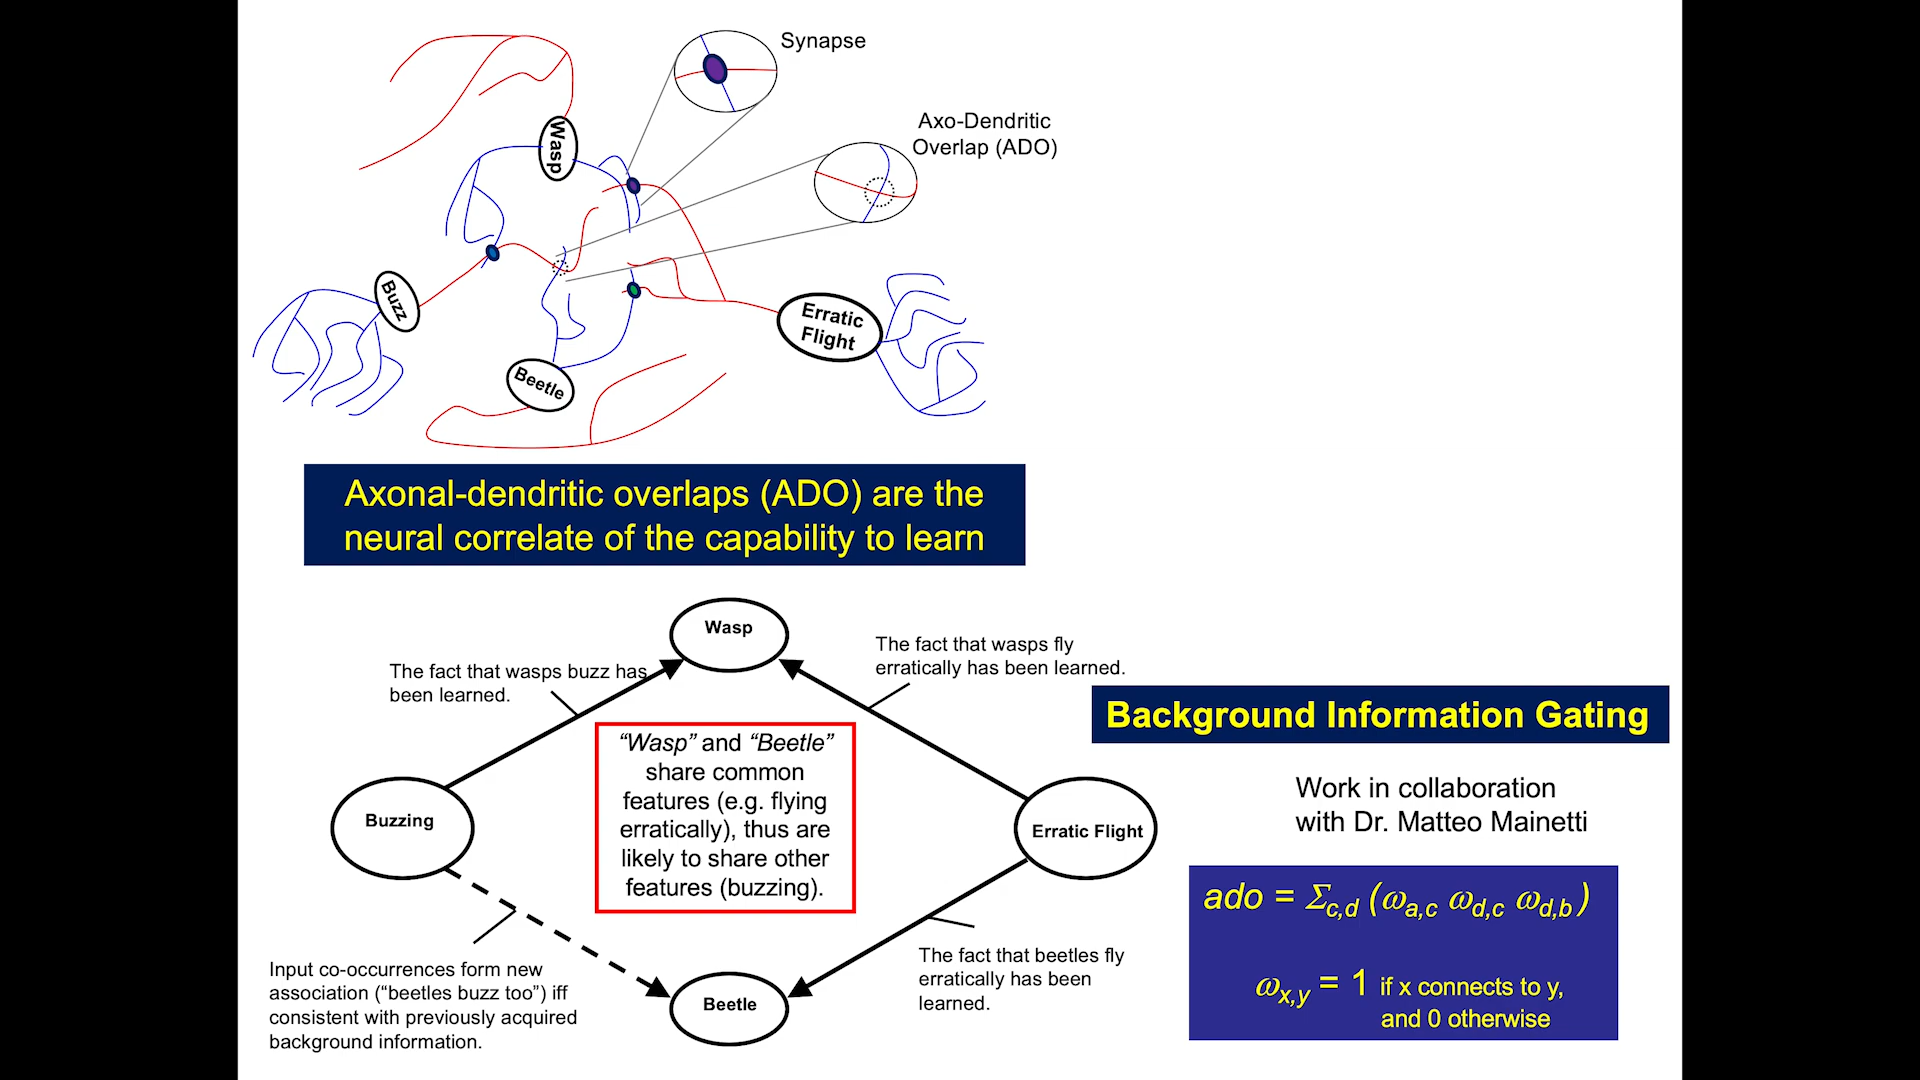 Synapse
Axo-Dendritic
Overlap (ADO)
Wasp
Buzz
Erratic
Flight
Beetle
Axonal-dendritic overlaps (ADO) are the
neural correlate of the capability to learn
Wasp
The fact that wasps buzz has
been learned.
The fact that wasps fly
erratically has been learned.
Background Information Gating
“Wasp” and “Beetle”
share common
features (e.g. flying
erratically), thus are
likely to share other
features (buzzing).
Buzzing
Erratic Flight
Work in collaboration
with Dr. Matteo Mainetti
ado = Σc,d (ωa,c ωd,c ωd,b)
ωx,y = 1 if x connects to y,
and 0 otherwise
The fact that beetles fly
erratically has been
learned.
Input co-occurrences form new
association (“beetles buzz too”) iff
consistent with previously acquired
background information.
Beetle